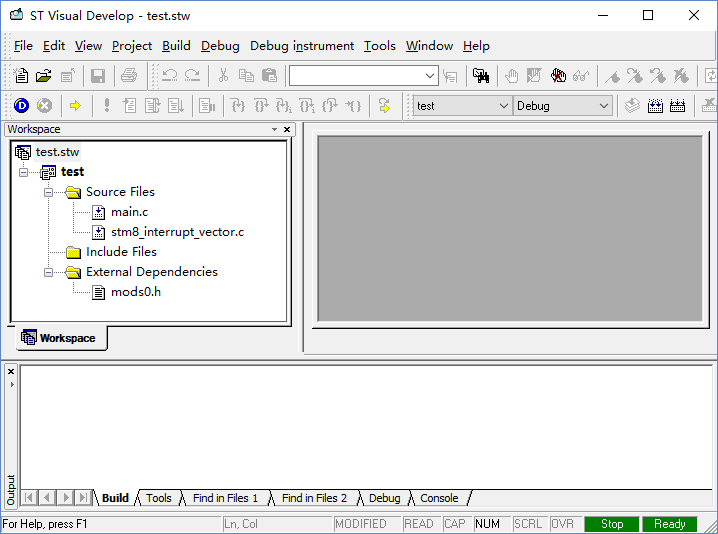 ST Visual Develop - test.stw
File Edit View Project Build Debug Debug instrument Tools Window Help
test Debug
Workspace
test.stw
test
Source Files
main.c
stm8_interrupt_vector.c
Include Files
External Dependencies
mods0.h
Workspace
Output
Build Tools Find in Files 1 Find in Files 2 Debug Console
For Help, press F1 Ln, Col MODIFIED READ CAP NUM SCRL OVR Stop Ready